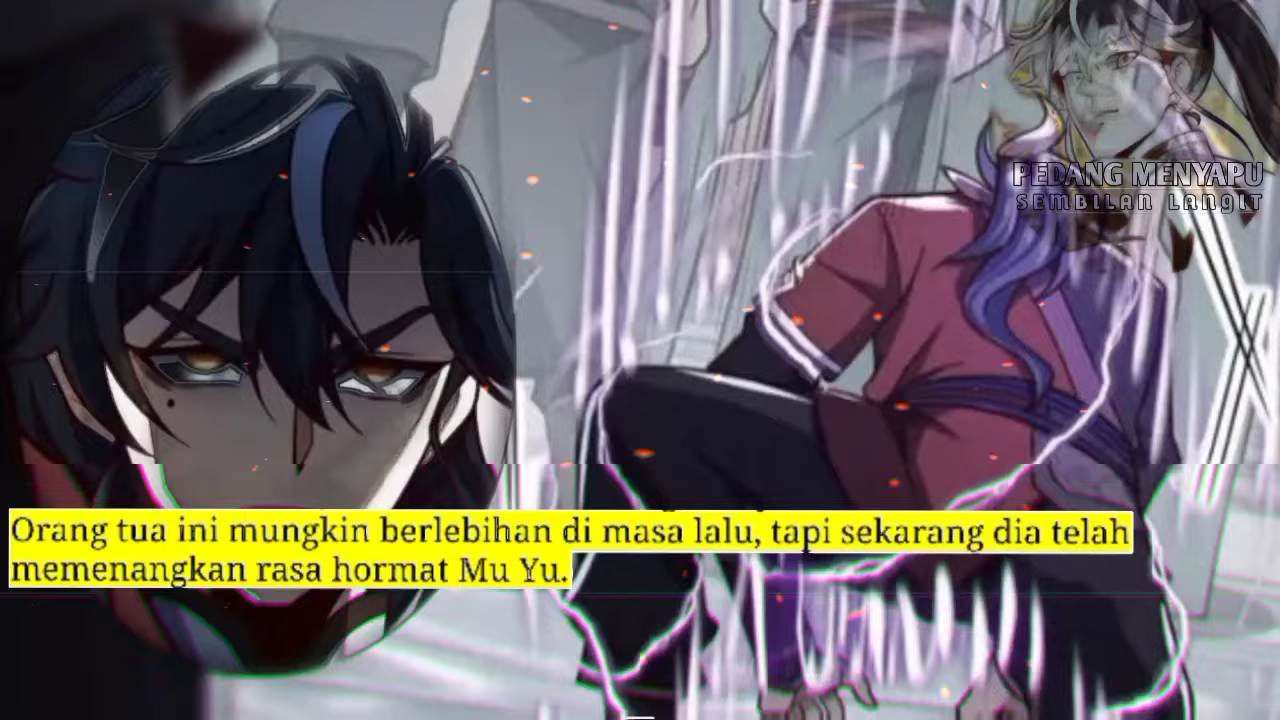 PEDANG MENYAPU
SEMBILAN LANGIT
Orang tua ini mungkin berlebihan di masa lalu, tapi sekarang dia telah
memenangkan rasa hormat Mu Yu.